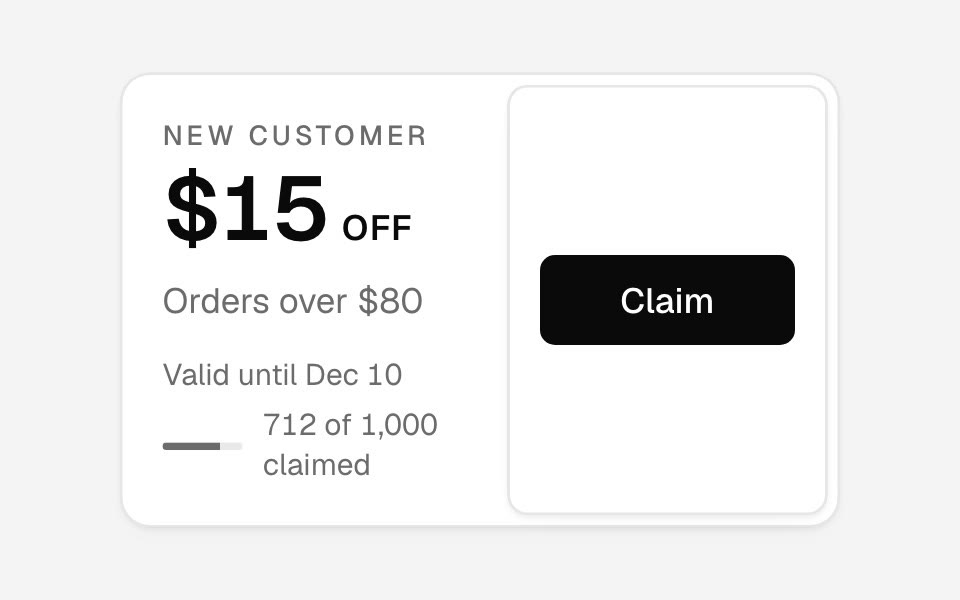 NEW CUSTOMER
$15 OFF
Orders over $80
Valid until Dec 10
712 of 1,000
claimed
Claim